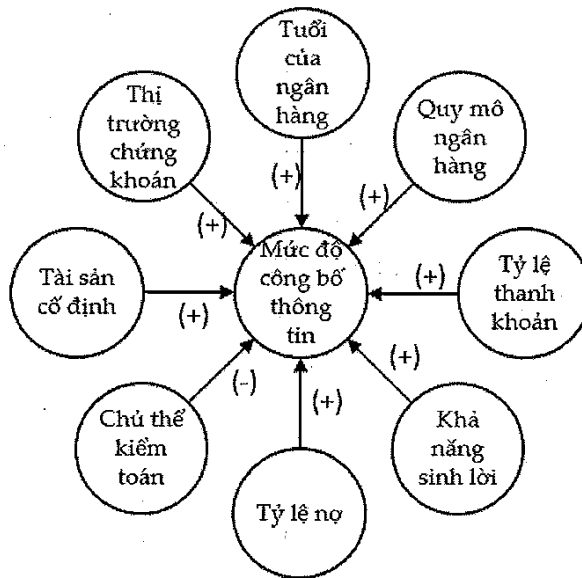 Tuổi
của
ngân
hàng
Thị
trường
chứng
khoán
Quy mô
ngân
hàng
(+)
(+)
(+)
Mức độ
công bố
thông
tin
Tài sản
cố định
(+)
Tỷ lệ
thanh
khoản
(+)
(-)
(+)
(+)
Chủ thể
kiểm
toán
Tỷ lệ nợ
Khả
năng
sinh lời